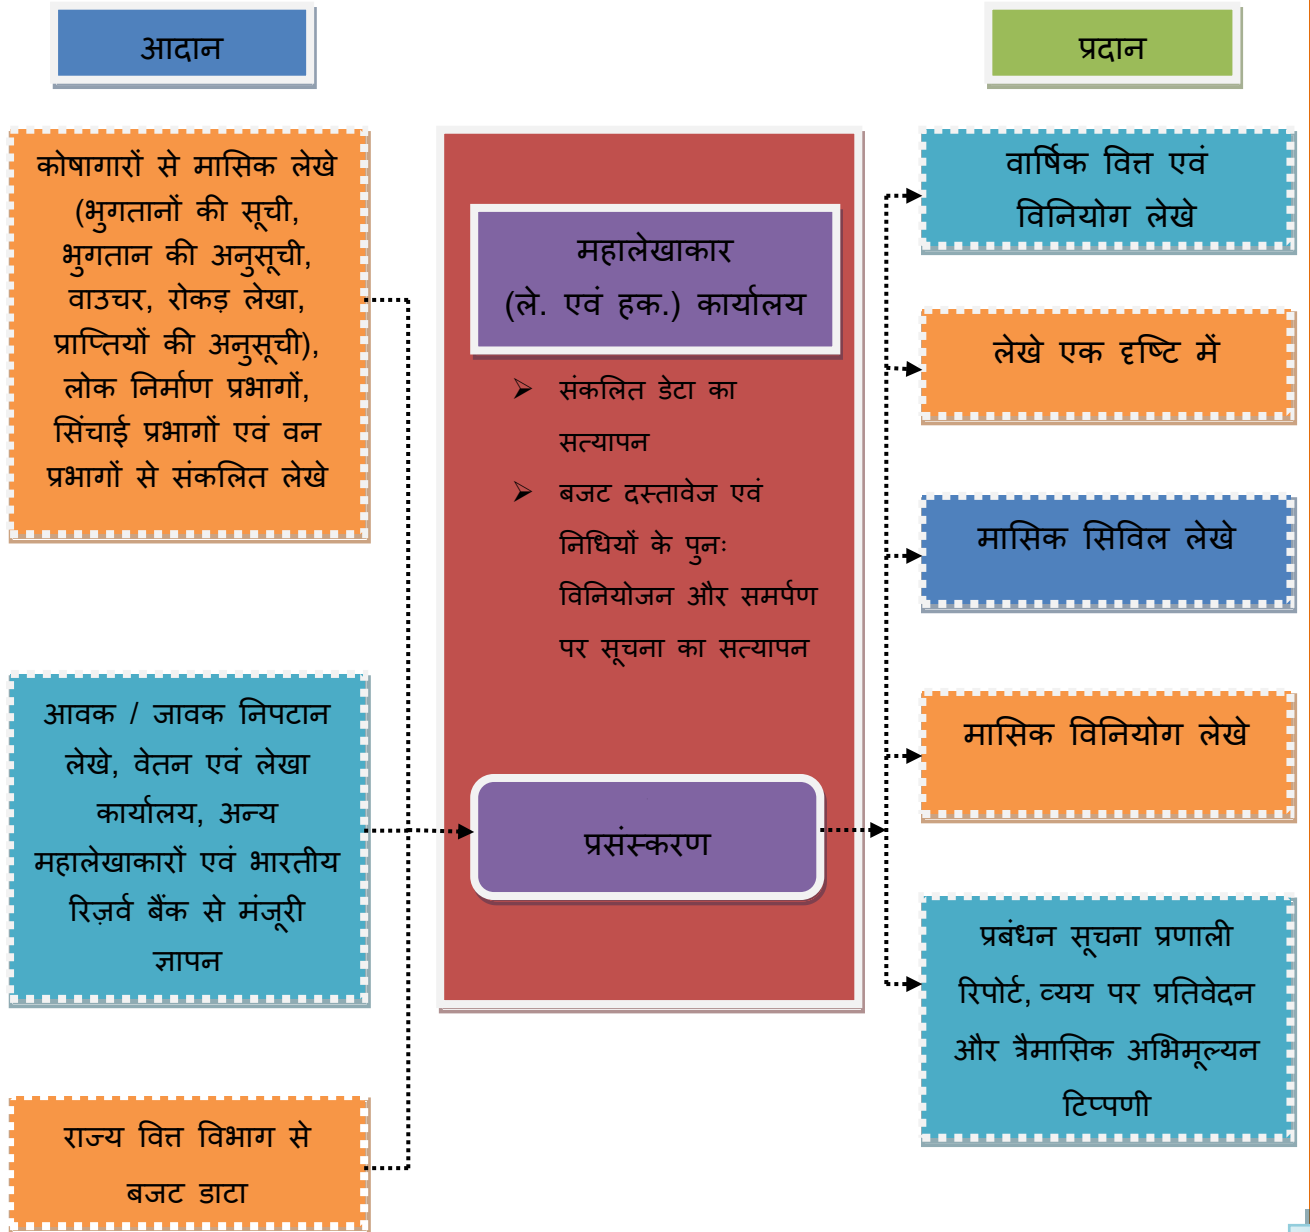 आदान
प्रदान
कोषागारों से मासिक लेखे
(भुगतानों की सूची,
भुगतान की अनुसूची,
वाउचर, रोकड़ लेखा,
प्राप्तियों की अनुसूची),
लोक निर्माण प्रभागों,
सिंचाई प्रभागों एवं वन
प्रभागों से संकलित लेखे
आवक / जावक निपटान
लेखे, वेतन एवं लेखा
कार्यालय, अन्य
महालेखाकारों एवं भारतीय
रिज़र्व बैंक से मंजूरी
ज्ञापन
राज्य वित्त विभाग से
बजट डाटा
महालेखाकार
(ले. एवं हक.) कार्यालय
➢ संकलित डेटा का
सत्यापन
➢ बजट दस्तावेज एवं
निधियों के पुनः
विनियोजन और समर्पण
पर सूचना का सत्यापन
प्रसंस्करण
वार्षिक वित्त एवं
विनियोग लेखे
लेखे एक दृष्टि में
मासिक सिविल लेखे
मासिक विनियोग लेखे
प्रबंधन सूचना प्रणाली
रिपोर्ट, व्यय पर प्रतिवेदन
और त्रैमासिक अभिमूल्यन
टिप्पणी